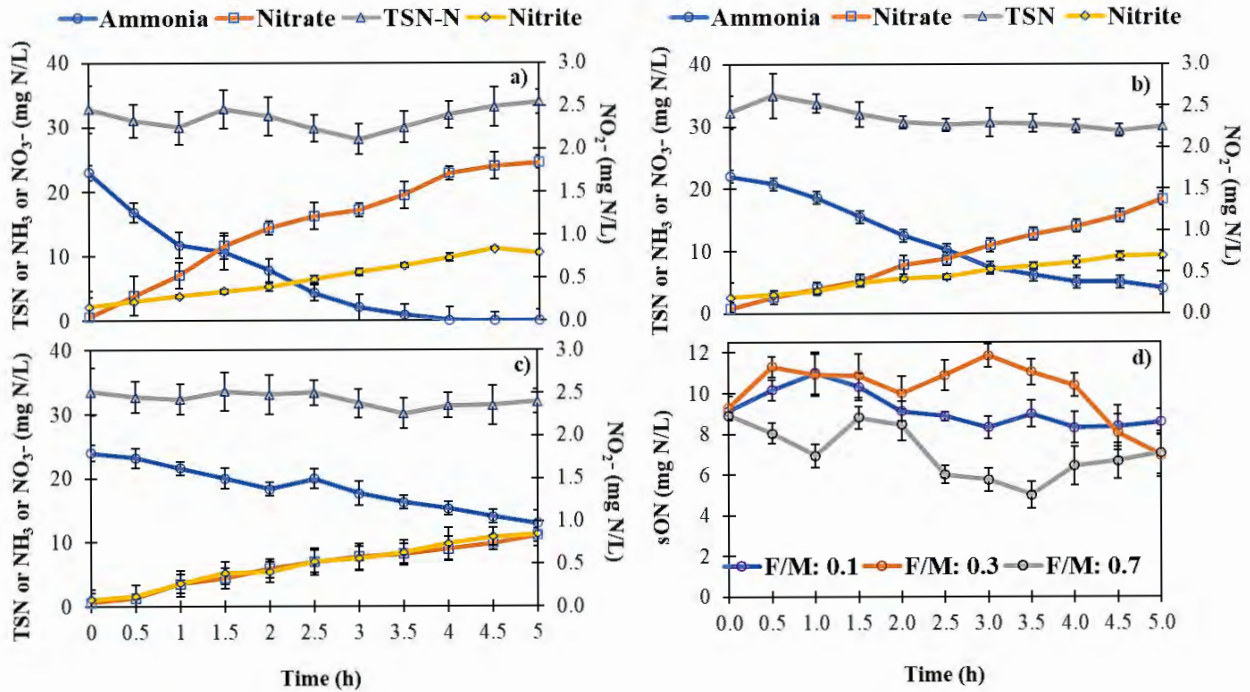 Ammonia Nitrate TSN-N Nitrite
Ammonia Nitrate TSN Nitrite
TSN or NH3 or NO3- (mg N/L)
40
30
20
10
0
a)
3.0
2.5
2.0
1.5
1.0
0.5
0.0
NO2- (mg N/L)
TSN or NH3 or NO3- (mg N/L)
40
30
20
10
0
b)
3.0
2.5
2.0
1.5
1.0
0.5
0.0
NO2- (mg N/L)
TSN or NH3 or NO3- (mg N/L)
40
30
20
10
0
c)
3.0
2.5
2.0
1.5
1.0
0.5
0.0
NO2- (mg N/L)
0 0.5 1 1.5 2 2.5 3 3.5 4 4.5 5
Time (h)
sON (mg N/L)
12
10
8
6
4
2
0
d)
F/M: 0.1 F/M: 0.3 F/M: 0.7
0.0 0.5 1.0 1.5 2.0 2.5 3.0 3.5 4.0 4.5 5.0
Time (h)